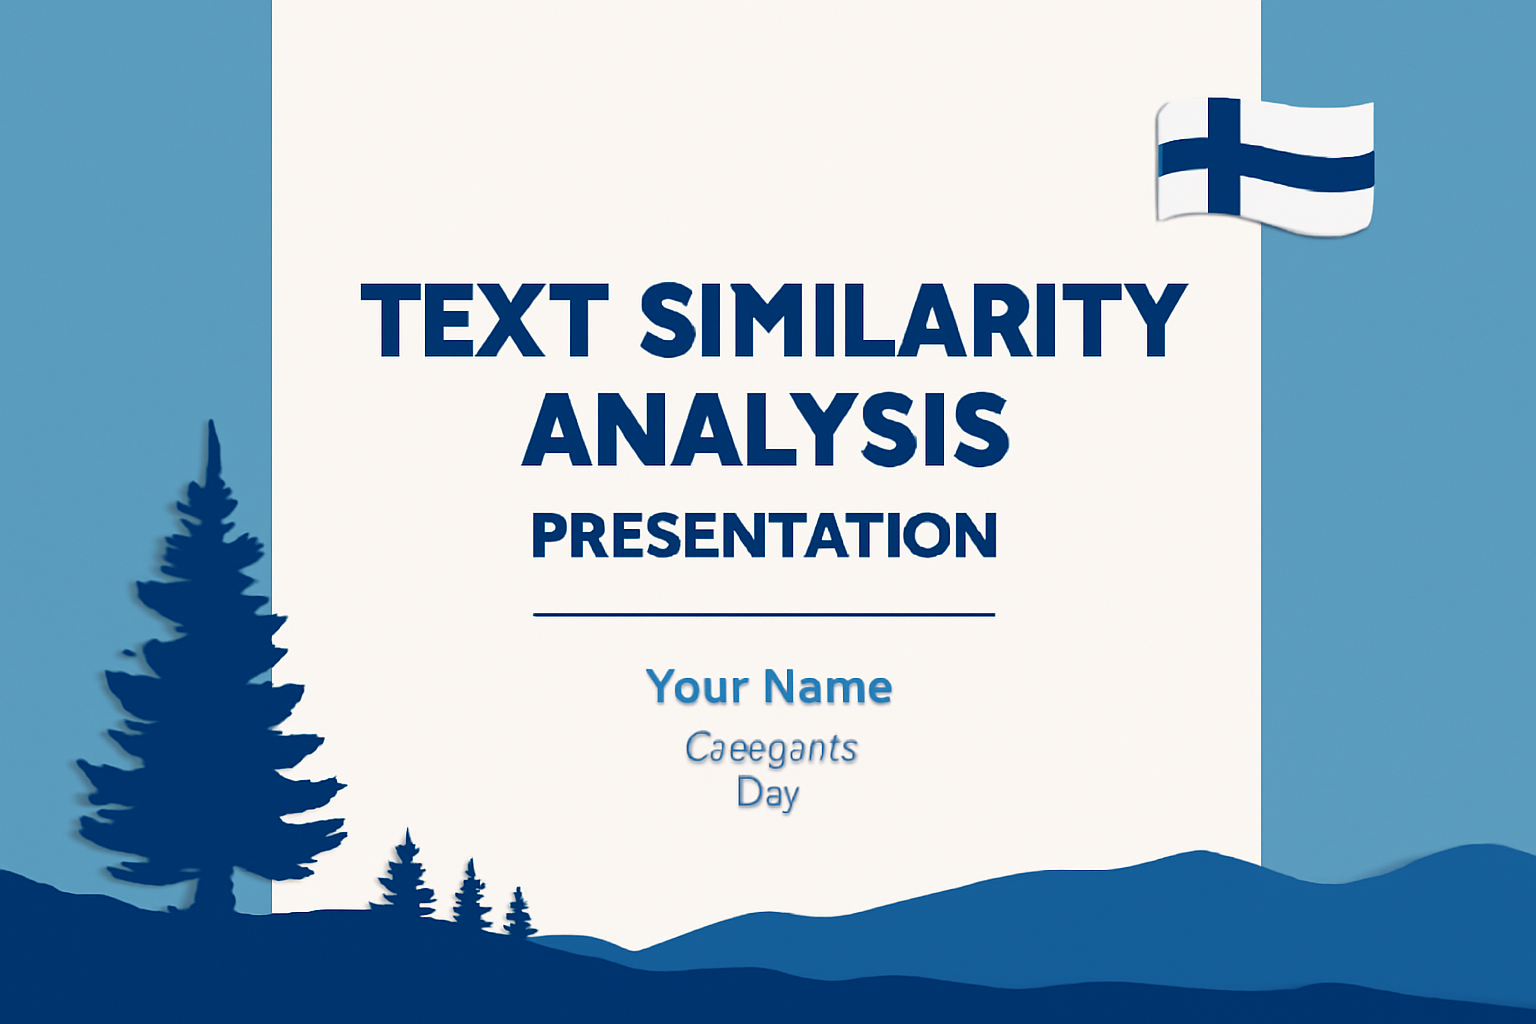 TEXT SIMILARITY
ANALYSIS
PRESENTATION
Your Name
Caeegants
Day